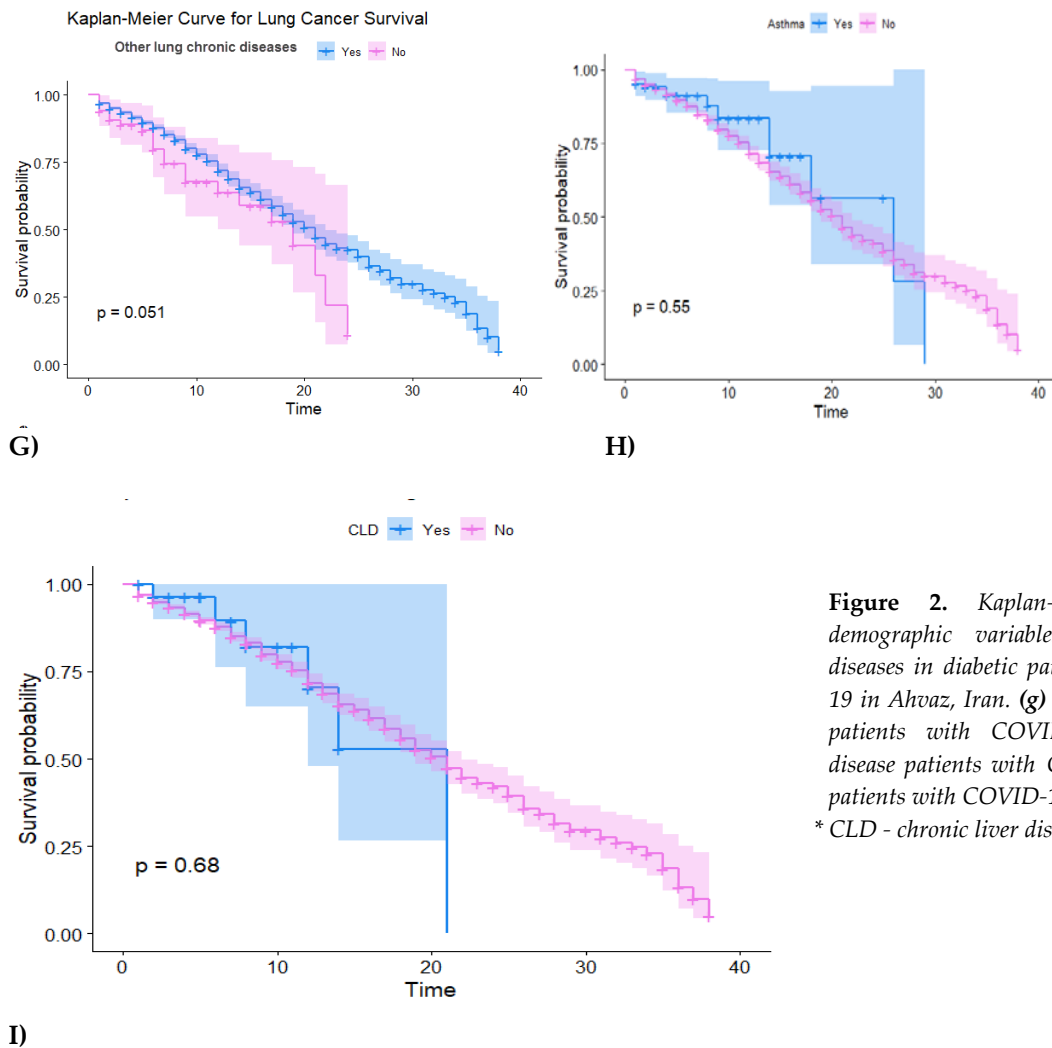 Kaplan-Meier Curve for Lung Cancer Survival
Other lung chronic diseases Yes No
Survival probability
1.00
0.75
0.50
0.25
0.00
p = 0.051
0 10 20 30 40
Time
G)
Asthma Yes No
Survival probability
1.00
0.75
0.50
0.25
0.00
p = 0.55
0 10 20 30 40
Time
H)
CLD Yes No
Survival probability
1.00
0.75
0.50
0.25
0.00
p = 0.68
0 10 20 30 40
Time
I)
Figure 2. Kaplan-
demographic variable
diseases in diabetic pa
19 in Ahvaz, Iran. (g)
patients with COVI
disease patients with
patients with COVID-1
* CLD - chronic liver dis